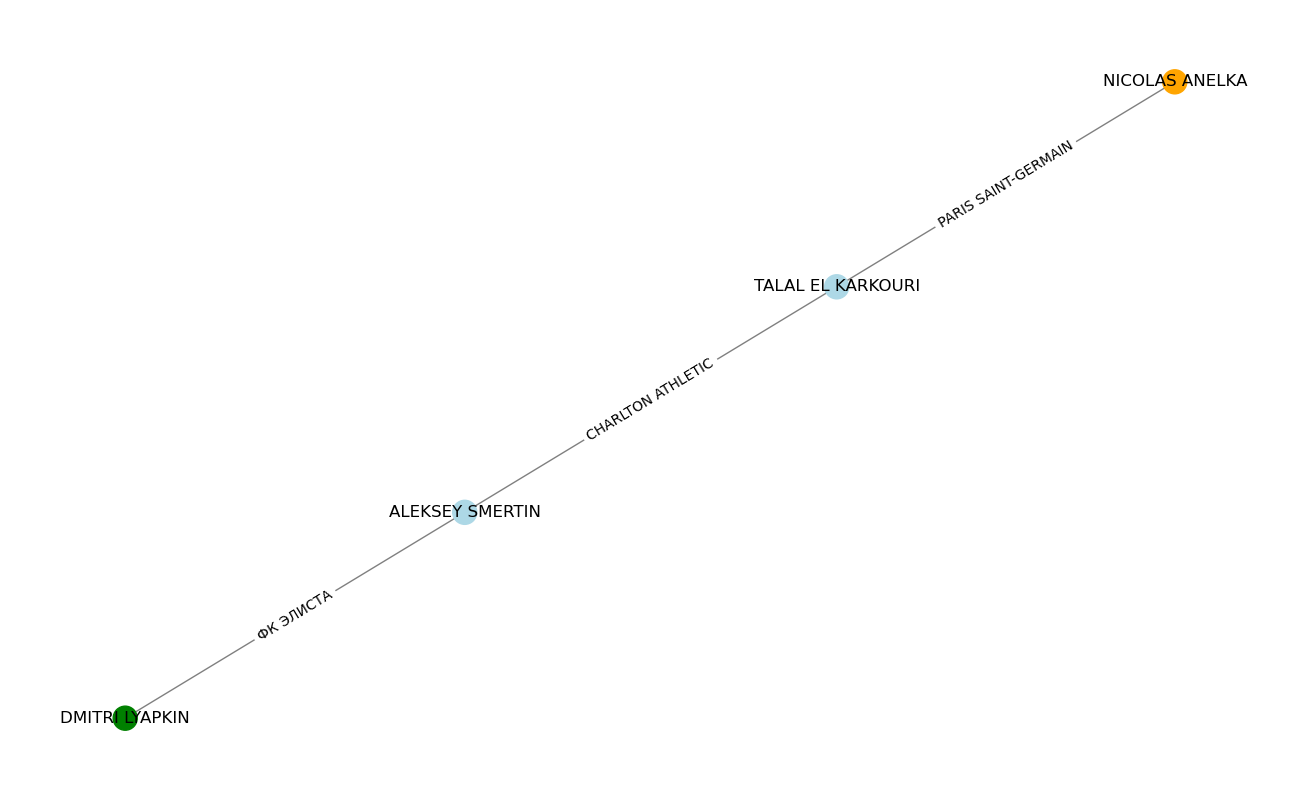 NICOLAS ANELKA
PARIS SAINT-GERMAIN
TALAL EL KARKOURI
CHARLTON ATHLETIC
ALEKSEY SMERTIN
ФК ЭЛИСТА
DMITRI LYAPKIN